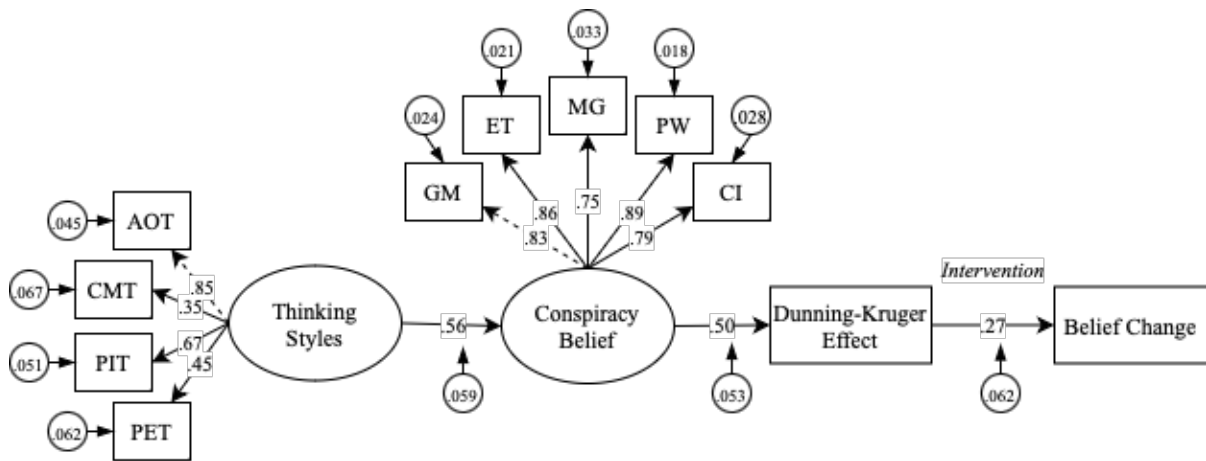 .033
.021
.018
MG
.024
ET
PW
.028
GM
CI
.045
AOT
.86
.75
.89
.83
.79
.067
CMT
.85
.35
Thinking
Styles
.56
Conspiracy
Belief
.50
Dunning-Kruger
Effect
Intervention
.27
Belief Change
.051
PIT
.67
.45
.059
.053
.062
.062
PET